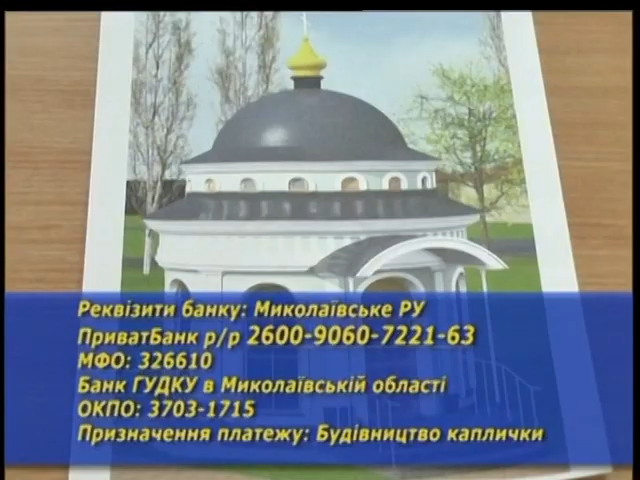 Реквізити банку: Миколаївське РУ
ПриватБанк р/р 2600-9060-7221-63
МФО: 326610
Банк ГУДКУ в Миколаївській області
ОКПО: 3703-1715
Призначення платежу: Будівництво каплички